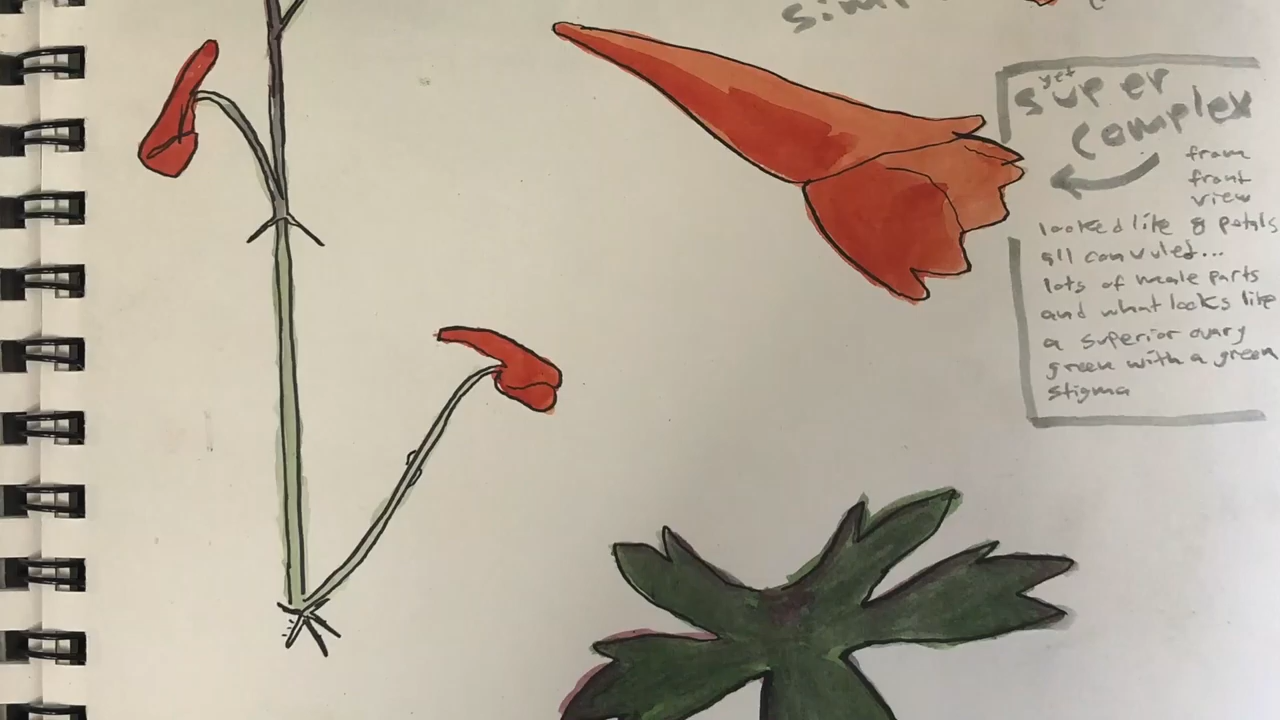 yet
super
complex
from
front
view
looked like 8 petals
all convuled...
lots of male parts
and what looks like
a superior ovary
green with a green
stigma